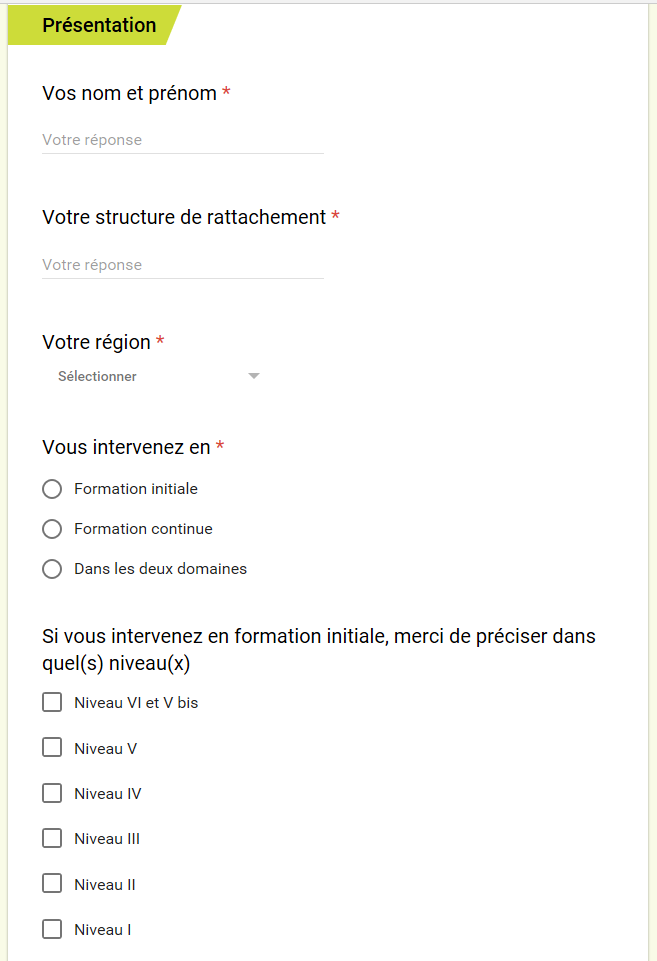 Présentation
Vos nom et prénom *
Votre réponse
Votre structure de rattachement *
Votre réponse
Votre région *
Sélectionner
Vous intervenez en *
Formation initiale
Formation continue
Dans les deux domaines
Si vous intervenez en formation initiale, merci de préciser dans
quel(s) niveau(x)
Niveau VI et V bis
Niveau V
Niveau IV
Niveau III
Niveau II
Niveau I